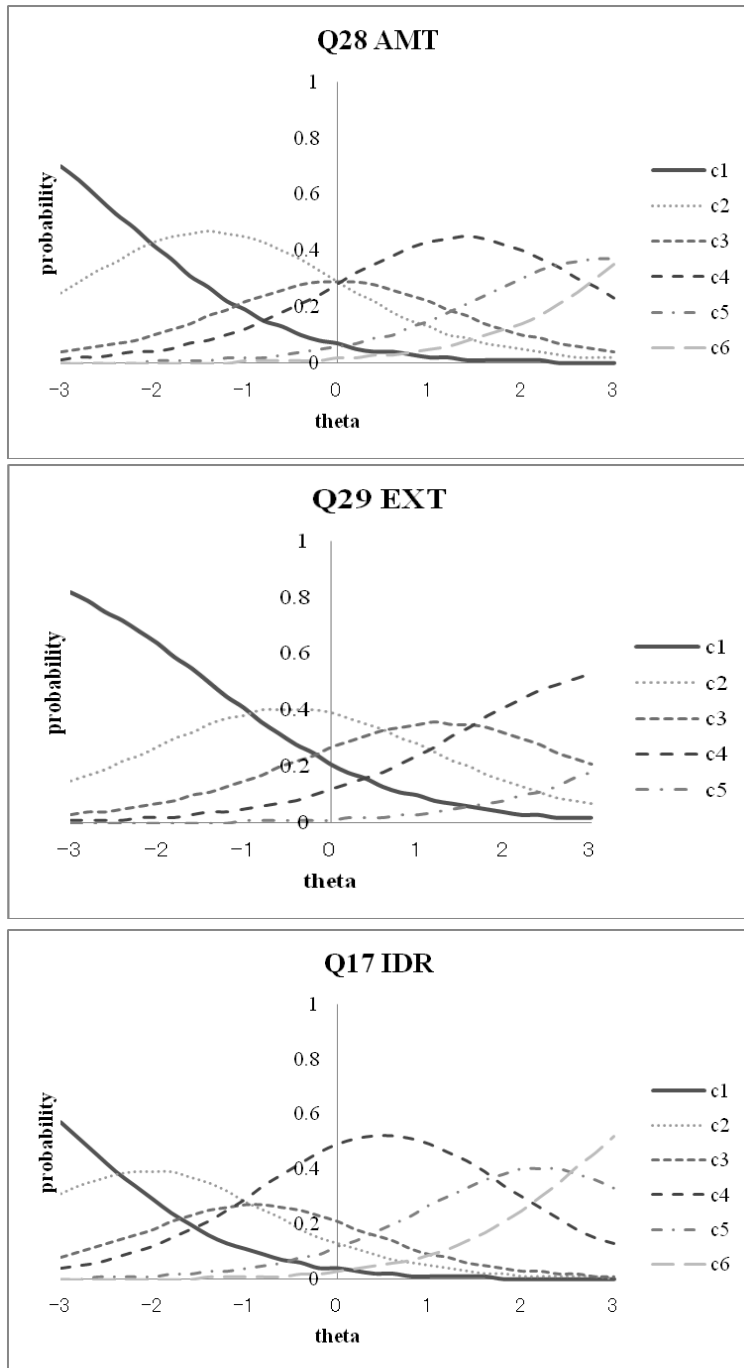 Q28 AMT
1
0.8
0.6
0.4
0.2
0
probability
-3 -2 -1 0 1 2 3
theta
c1
c2
c3
c4
c5
c6
Q29 EXT
1
0.8
0.6
0.4
0.2
0
probability
-3 -2 -1 0 1 2 3
theta
c1
c2
c3
c4
c5
Q17 IDR
1
0.8
0.6
0.4
0.2
0
probability
-3 -2 -1 0 1 2 3
theta
c1
c2
c3
c4
c5
c6